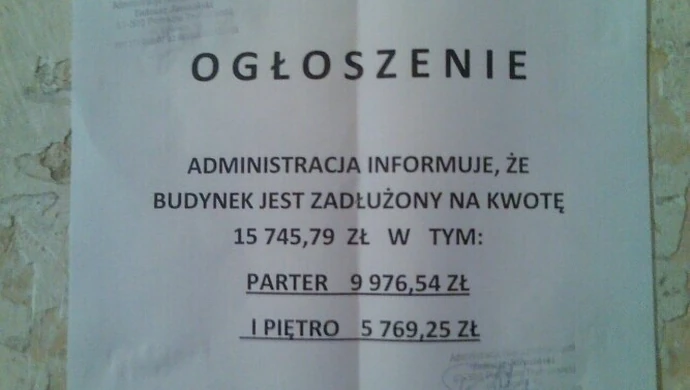 OGŁOSZENIE
ADMINISTRACJA INFORMUJE, ŻE
BUDYNEK JEST ZADŁUŻONY NA KWOTĘ
15 745,79 ZŁ W TYM:
PARTER 9 976,54 ZŁ
I PIĘTRO 5 769,25 ZŁ